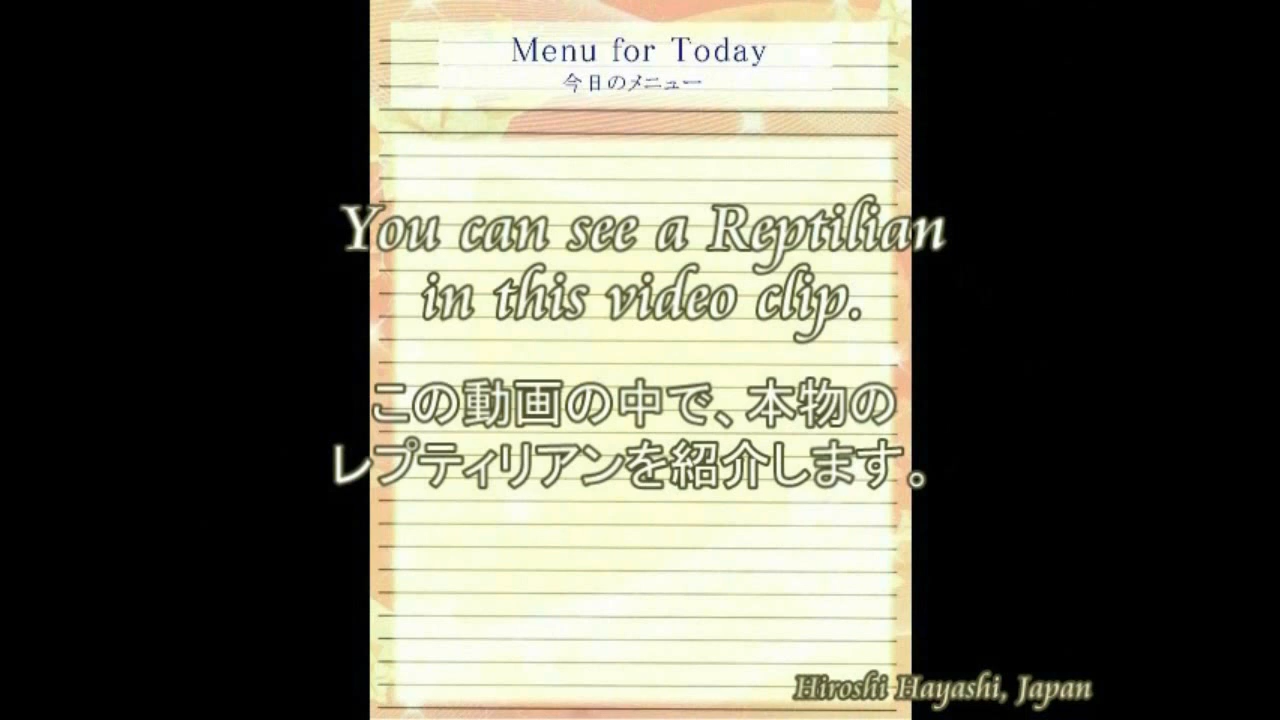 Menu for Today
今日のメニュー
You can see a Reptilian
in this video clip.
この動画の中で、本物の
レプティリアンを紹介します。
Hiroshi Hayashi, Japan